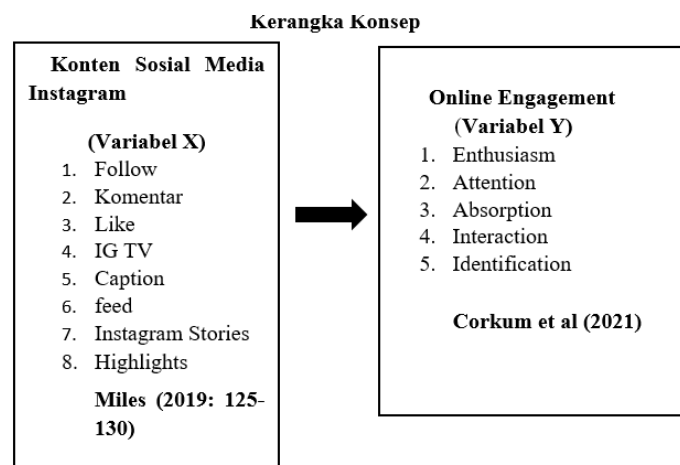 Kerangka Konsep
Konten Sosial Media
Instagram
(Variabel X)
1. Follow
2. Komentar
3. Like
4. IG TV
5. Caption
6. feed
7. Instagram Stories
8. Highlights
Miles (2019: 125-
130)
Online Engagement
(Variabel Y)
1. Enthusiasm
2. Attention
3. Absorption
4. Interaction
5. Identification
Corkum et al (2021)